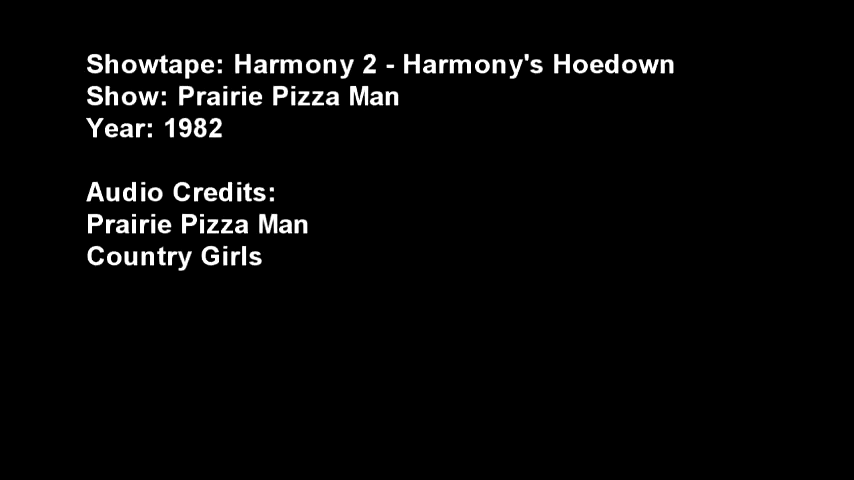 Showtape: Harmony 2 - Harmony's Hoedown
Show: Prairie Pizza Man
Year: 1982
Audio Credits:
Prairie Pizza Man
Country Girls